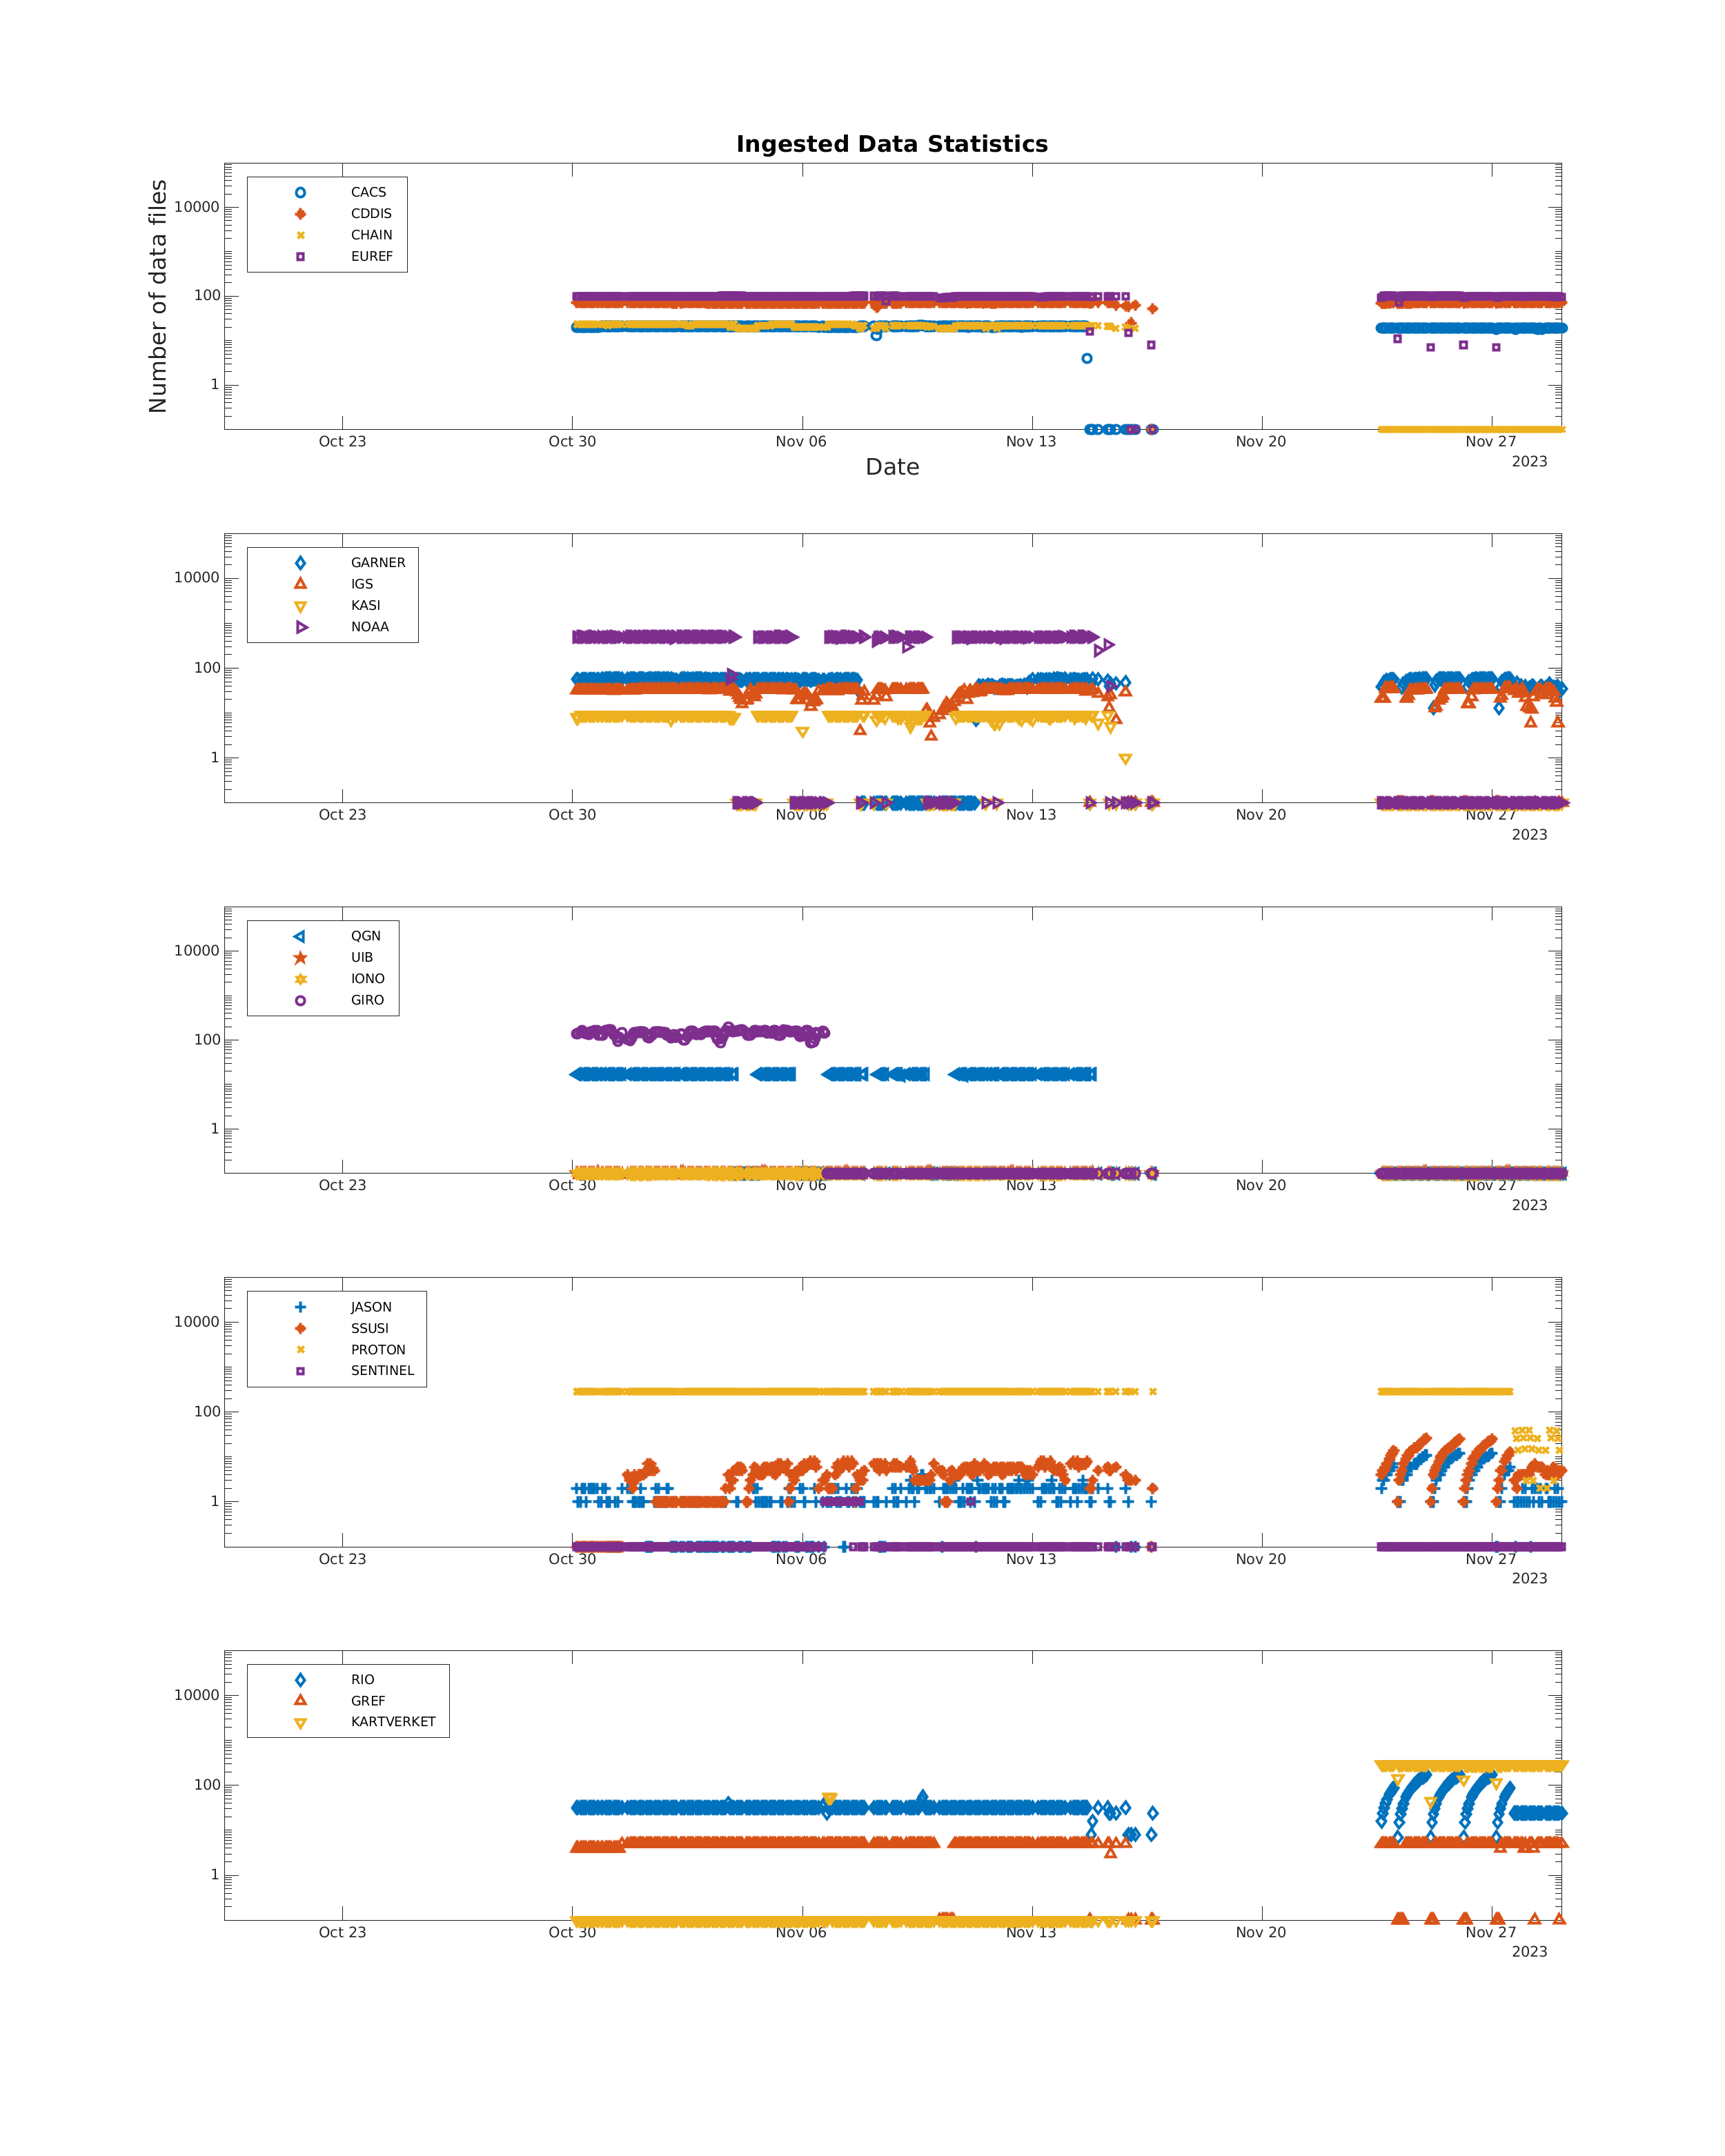 Ingested Data Statistics
Number of data files
CACS
CDDIS
CHAIN
EUREF
10000
100
1
Oct 23 Oct 30 Nov 06 Nov 13 Nov 20 Nov 27
2023
Date
GARNER
IGS
KASI
NOAA
10000
100
1
Oct 23 Oct 30 Nov 06 Nov 13 Nov 20 Nov 27
2023
QGN
UIB
IONO
GIRO
10000
100
1
Oct 23 Oct 30 Nov 06 Nov 13 Nov 20 Nov 27
2023
JASON
SSUSI
PROTON
SENTINEL
10000
100
1
Oct 23 Oct 30 Nov 06 Nov 13 Nov 20 Nov 27
2023
RIO
GREF
KARTVERKET
10000
100
1
Oct 23 Oct 30 Nov 06 Nov 13 Nov 20 Nov 27
2023